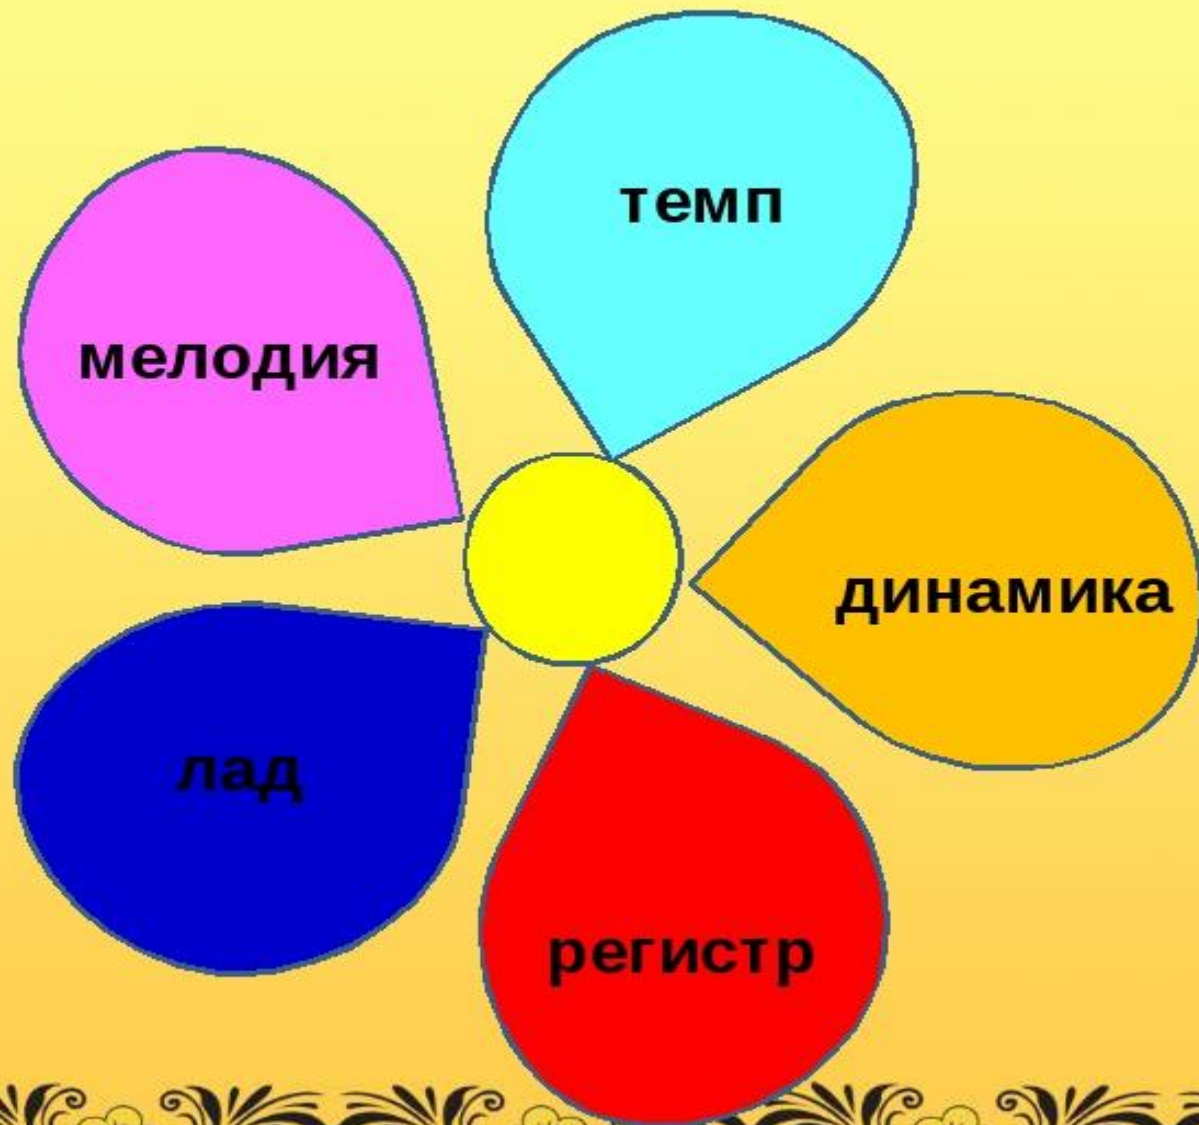 темп
мелодия
динамика
лад
регистр